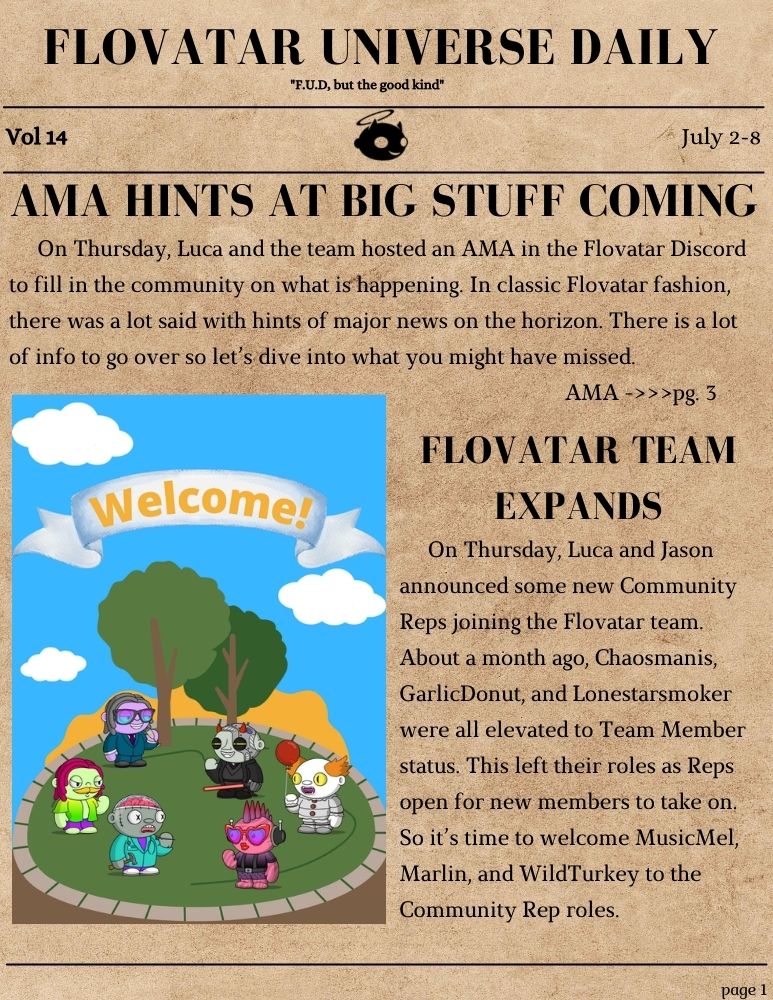 FLOVATAR UNIVERSE DAILY
"F.U.D, but the good kind"
Vol 14
July 2-8
AMA HINTS AT BIG STUFF COMING
On Thursday, Luca and the team hosted an AMA in the Flovatar Discord
to fill in the community on what is happening. In classic Flovatar fashion,
there was a lot said with hints of major news on the horizon. There is a lot
of info to go over so let's dive into what you might have missed.
AMA ->>>pg. 3
Welcome!
FLOVATAR TEAM
EXPANDS
On Thursday, Luca and Jason
announced some new Community
Reps joining the Flovatar team.
About a month ago, Chaosmanis,
GarlicDonut, and Lonestarsmoker
were all elevated to Team Member
status. This left their roles as Reps
open for new members to take on.
So it's time to welcome MusicMel,
Marlin, and WildTurkey to the
Community Rep roles.
page 1